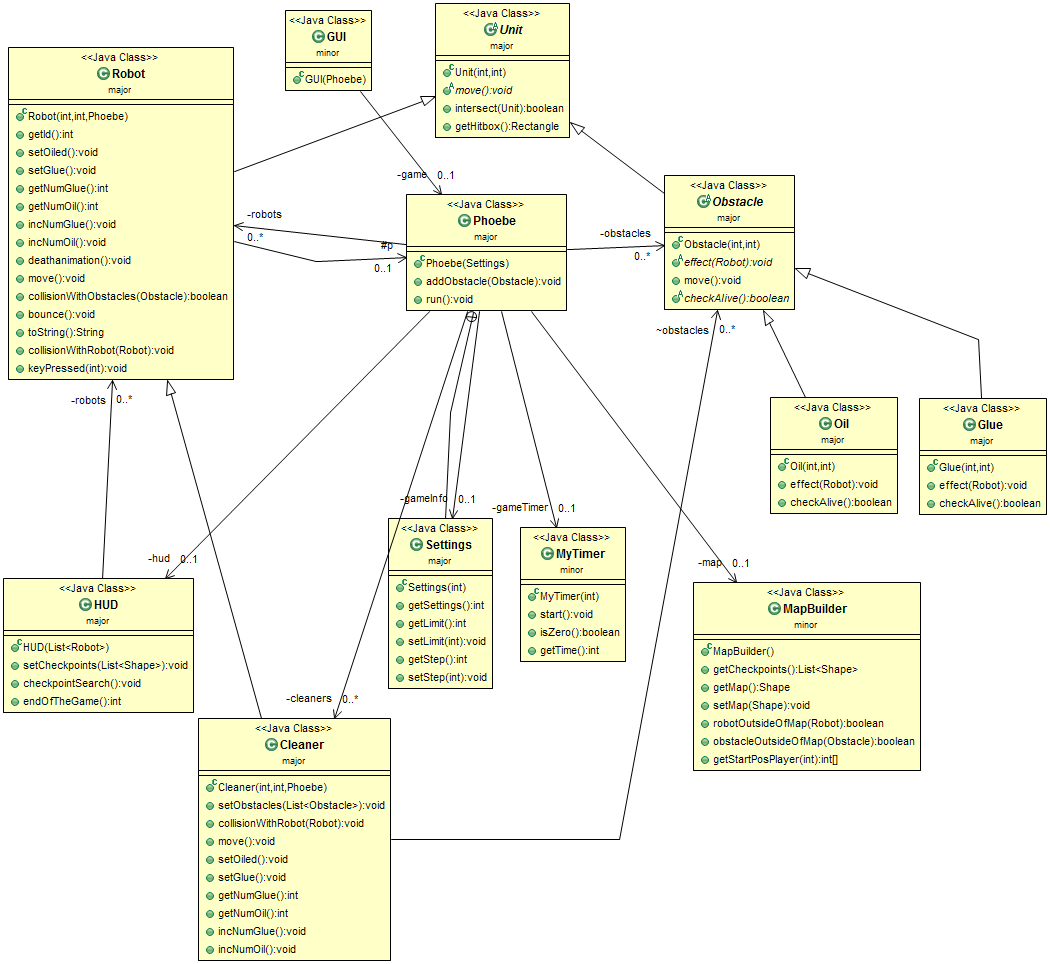 <<Java Class>>
GUI
minor
GUI(Phoebe)
<<Java Class>>
Unit
major
Unit(int,int)
move():void
intersect(Unit):boolean
getHitbox():Rectangle
<<Java Class>>
Robot
major
Robot(int,int,Phoebe)
getId():int
setOiled():void
setGlue():void
getNumGlue():int
getNumOil():int
incNumGlue():void
incNumOil():void
deathanimation():void
move():void
collisionWithObstacles(Obstacle):boolean
bounce():void
toString():String
collisionWithRobot(Robot):void
keyPressed(int):void
-game 0..1
-robots
0..*
#p
0..1
<<Java Class>>
Phoebe
major
Phoebe(Settings)
addObstacle(Obstacle):void
run():void
-obstacles
0..*
<<Java Class>>
Obstacle
major
Obstacle(int,int)
effect(Robot):void
move():void
checkAlive():boolean
~obstacles 0..*
-robots 0..*
<<Java Class>>
Oil
major
Oil(int,int)
effect(Robot):void
checkAlive():boolean
<<Java Class>>
Glue
major
Glue(int,int)
effect(Robot):void
checkAlive():boolean
-gameInfo 0..1
-gameTimer 0..1
-hud 0..1
-map 0..1
<<Java Class>>
Settings
major
Settings(int)
getSettings():int
getLimit():int
setLimit(int):void
getStep():int
setStep(int):void
<<Java Class>>
MyTimer
minor
MyTimer(int)
start():void
isZero():boolean
getTime():int
<<Java Class>>
HUD
major
HUD(List<Robot>)
setCheckpoints(List<Shape>):void
checkpointSearch():void
endOfTheGame():int
<<Java Class>>
MapBuilder
minor
MapBuilder()
getCheckpoints():List<Shape>
getMap():Shape
setMap(Shape):void
robotOutsideOfMap(Robot):boolean
obstacleOutsideOfMap(Obstacle):boolean
getStartPosPlayer(int):int[]
-cleaners 0..*
<<Java Class>>
Cleaner
major
Cleaner(int,int,Phoebe)
setObstacles(List<Obstacle>):void
collisionWithRobot(Robot):void
move():void
setOiled():void
setGlue():void
getNumGlue():int
getNumOil():int
incNumGlue():void
incNumOil():void